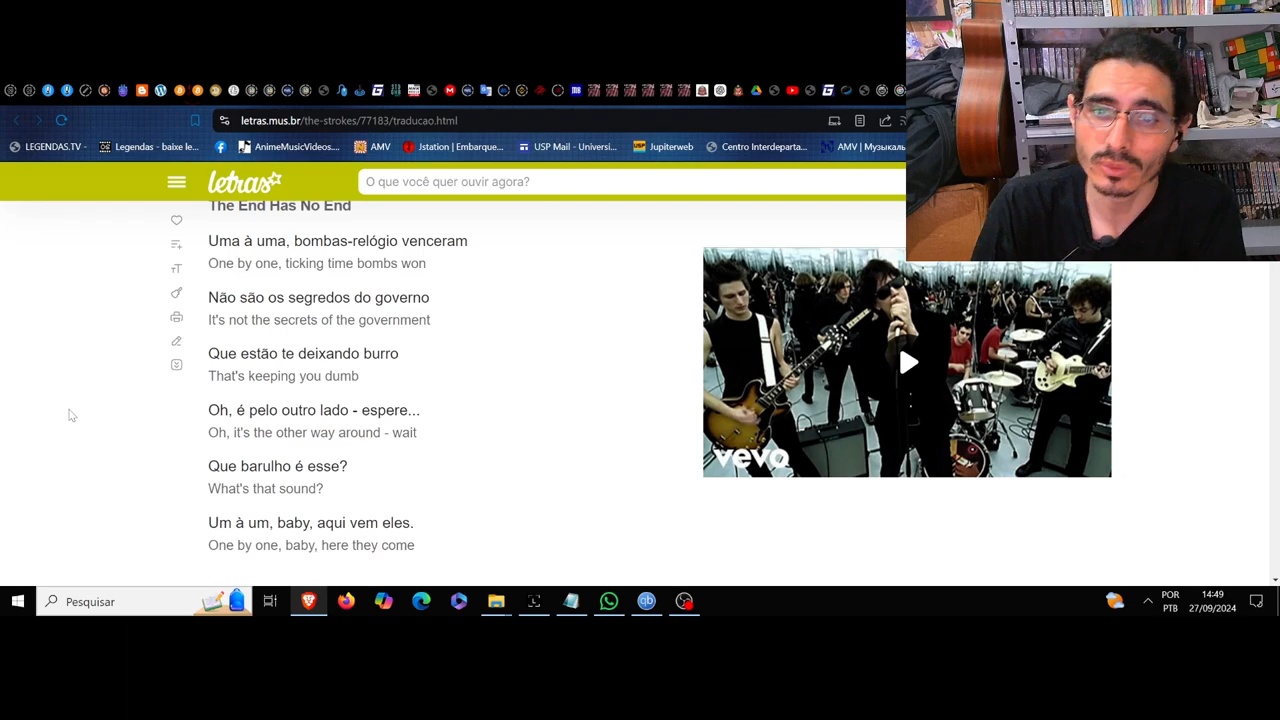 letras.mus.br/the-strokes/77183/traducao.html
LEGENDAS.TV -
Legendas - baixe le...
AnimeMusicVideos...
AMV
Jstation | Embarque...
USP Mail - Universi...
Jupiterweb
Centro Interdeparta...
AMV | Музыкаль
letras
O que você quer ouvir agora?
The End Has No End
Uma à uma, bombas-relógio venceram
One by one, ticking time bombs won
Não são os segredos do governo
It's not the secrets of the government
Que estão te deixando burro
That's keeping you dumb
Oh, é pelo outro lado - espere...
Oh, it's the other way around - wait
Que barulho é esse?
What's that sound?
Um à um, baby, aqui vem eles.
One by one, baby, here they come
vevo
Pesquisar
POR
PTB
14:49
27/09/2024